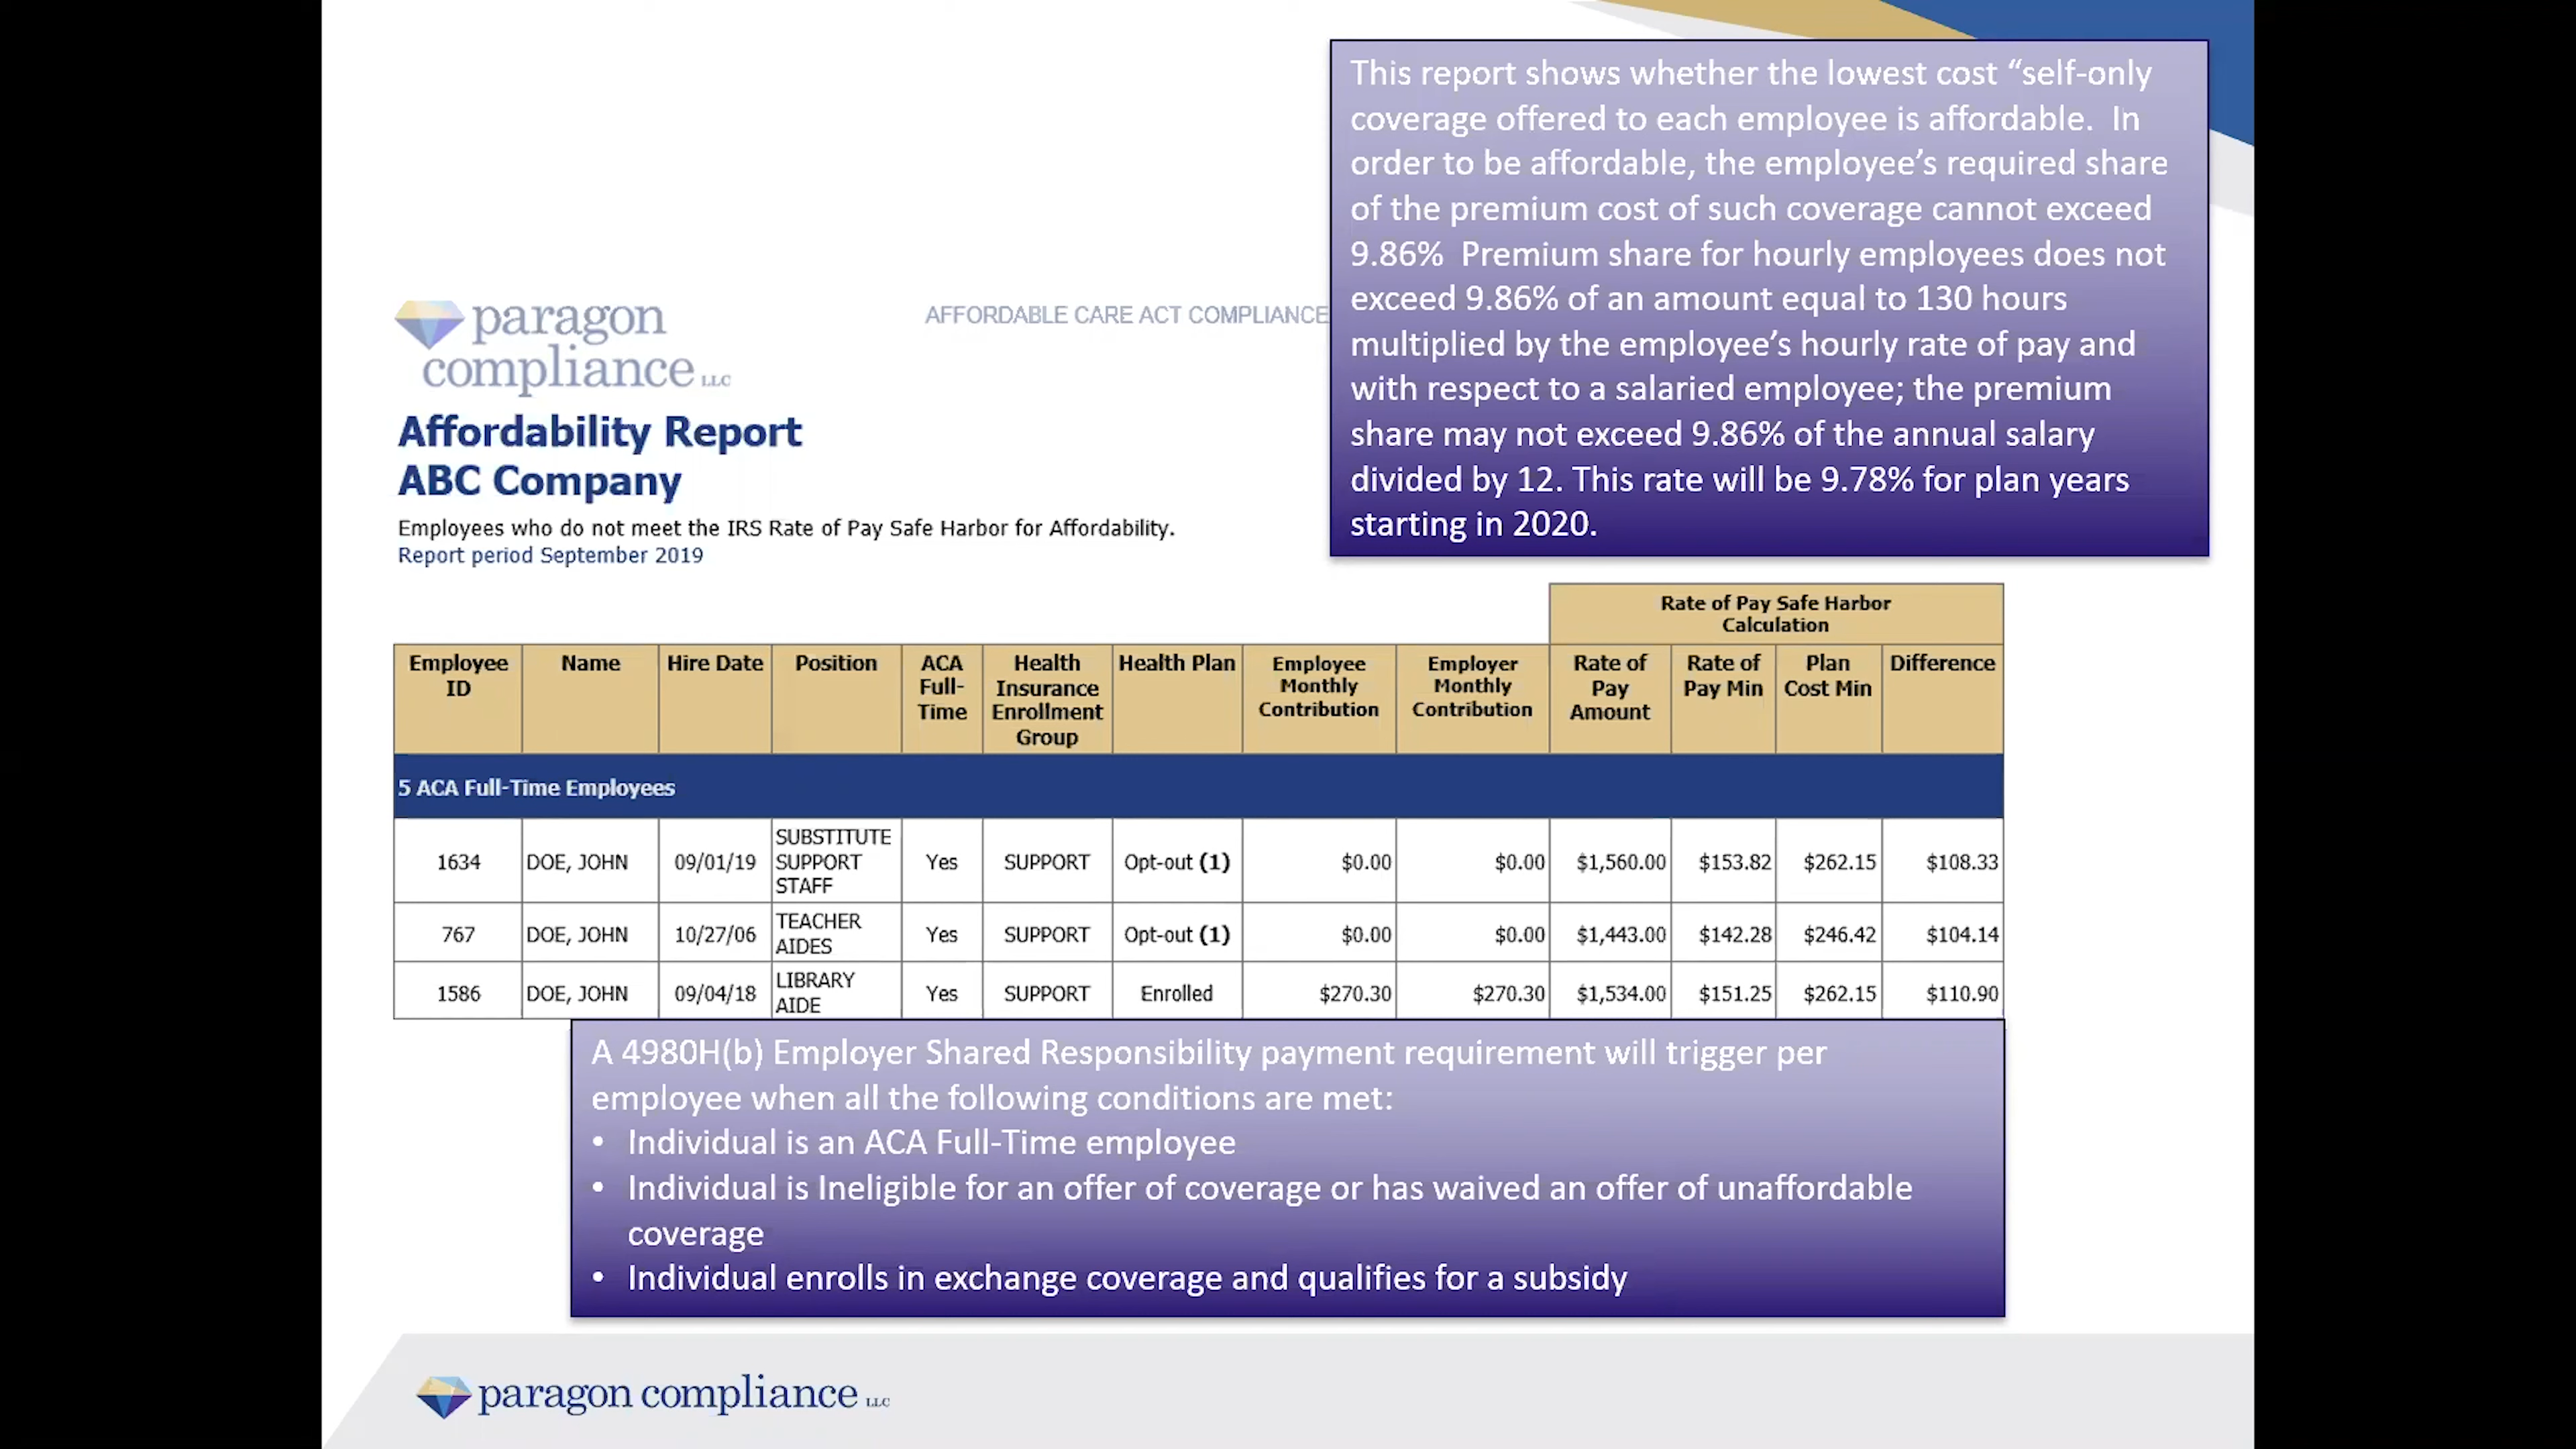 This report shows whether the lowest cost “self-only
coverage offered to each employee is affordable. In
order to be affordable, the employee’s required share
of the premium cost of such coverage cannot exceed
9.86% Premium share for hourly employees does not
exceed 9.86% of an amount equal to 130 hours
multiplied by the employee’s hourly rate of pay and
with respect to a salaried employee; the premium
share may not exceed 9.86% of the annual salary
divided by 12. This rate will be 9.78% for plan years
starting in 2020.
paragon
compliance LLC
AFFORDABLE CARE ACT COMPLIANCE
Affordability Report
ABC Company
Employees who do not meet the IRS Rate of Pay Safe Harbor for Affordability.
Report period September 2019
Rate of Pay Safe Harbor
Calculation
Employee ID Name Hire Date Position ACA Full-Time Health Insurance Enrollment Group Health Plan Employee Monthly Contribution Employer Monthly Contribution Rate of Pay Amount Rate of Pay Min Plan Cost Min Difference
5 ACA Full-Time Employees
1634 DOE, JOHN 09/01/19 SUBSTITUTE SUPPORT STAFF Yes SUPPORT Opt-out (1) $0.00 $0.00 $1,560.00 $153.82 $262.15 $108.33
767 DOE, JOHN 10/27/06 TEACHER AIDES Yes SUPPORT Opt-out (1) $0.00 $0.00 $1,443.00 $142.28 $246.42 $104.14
1586 DOE, JOHN 09/04/18 LIBRARY AIDE Yes SUPPORT Enrolled $270.30 $270.30 $1,534.00 $151.25 $262.15 $110.90
A 4980H(b) Employer Shared Responsibility payment requirement will trigger per
employee when all the following conditions are met:
• Individual is an ACA Full-Time employee
• Individual is Ineligible for an offer of coverage or has waived an offer of unaffordable
coverage
• Individual enrolls in exchange coverage and qualifies for a subsidy
paragon compliance LLC